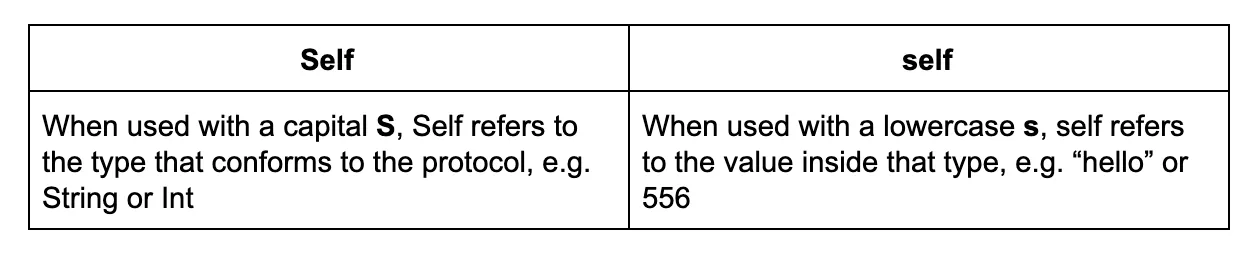 Self
self
When used with a capital S, Self refers to
the type that conforms to the protocol, e.g.
String or Int
When used with a lowercase s, self refers
to the value inside that type, e.g. “hello” or
556